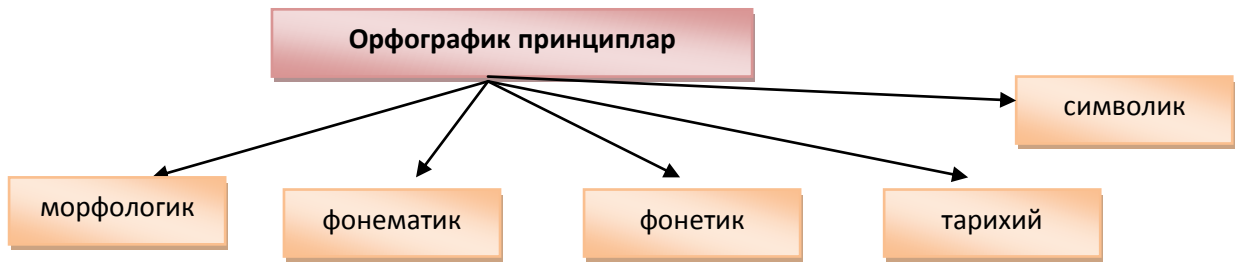 Орфографик принциплар
символик
морфологик
фонематик
фонетик
тарихий